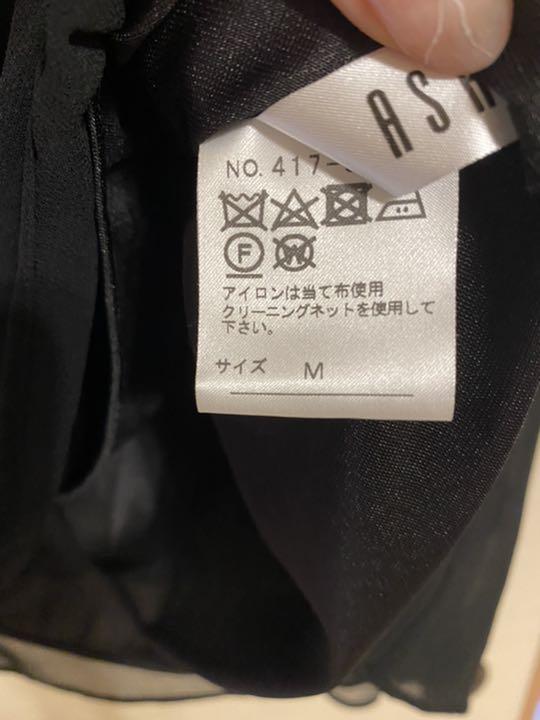 NO. 417-
F
W
アイロンは当て布使用
クリーニングネットを使用して
下さい。
サイズ M